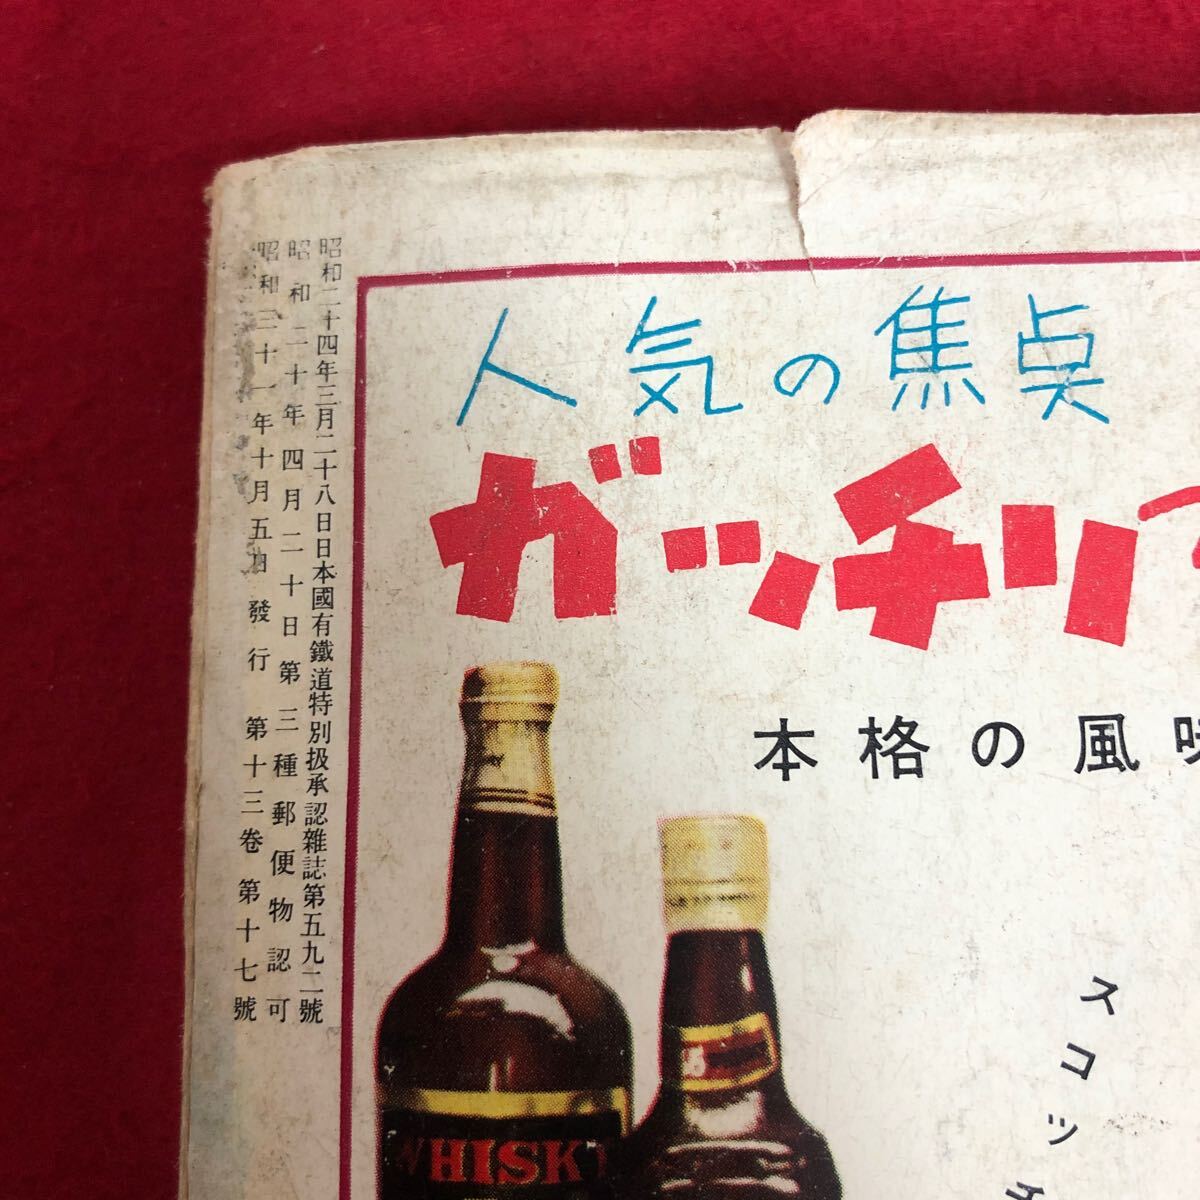 昭和二十四年三月二十八日日本國有鐵道特別扱承認雜誌第五九二號
昭和二十年四月二十日第三種郵便物認可
昭和三十一年十月五日發行 第十三卷第十七號
人気の焦点
ガッチリ
本格の風味
スコッチ
WHISKY